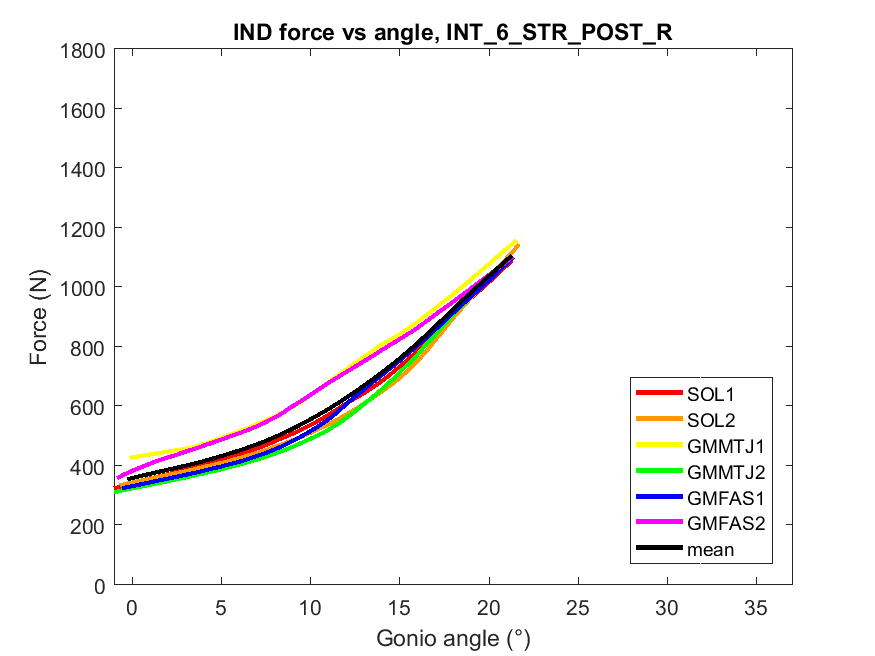 IND force vs angle, INT_6_STR_POST_R
1800
1600
1400
1200
1000
800
600
400
200
0
Force (N)
0 5 10 15 20 25 30 35
Gonio angle (°)
SOL1
SOL2
GMMTJ1
GMMTJ2
GMFAS1
GMFAS2
mean